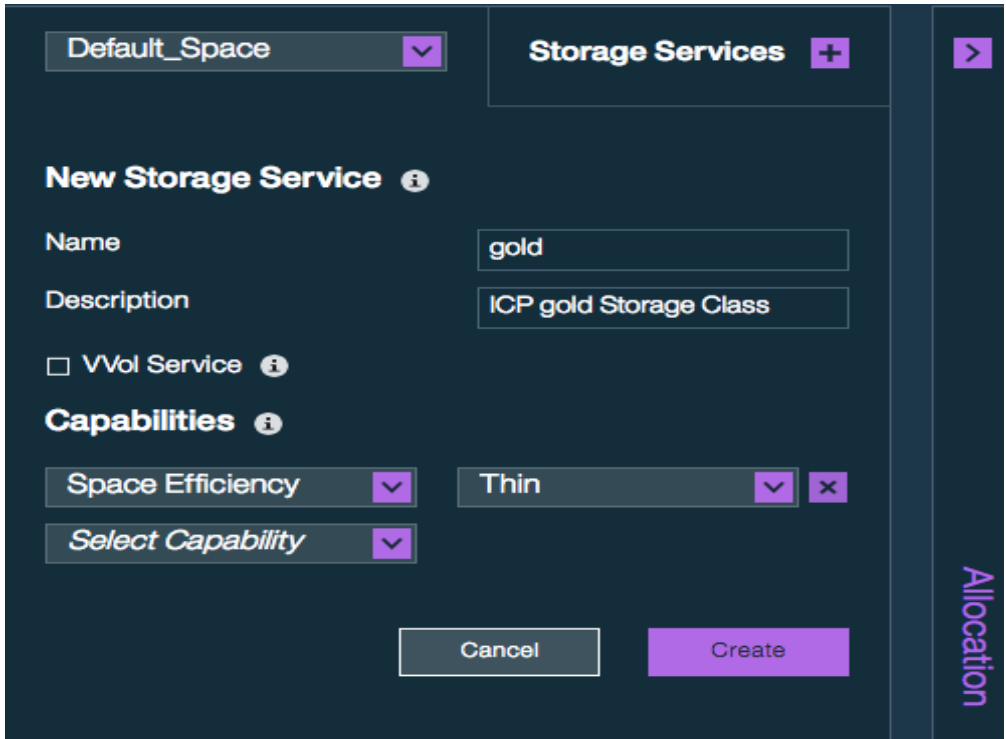 Default_Space
Storage Services
New Storage Service
Name
gold
Description
ICP gold Storage Class
VVol Service
Capabilities
Space Efficiency
Thin
Select Capability
Cancel
Create
Allocation